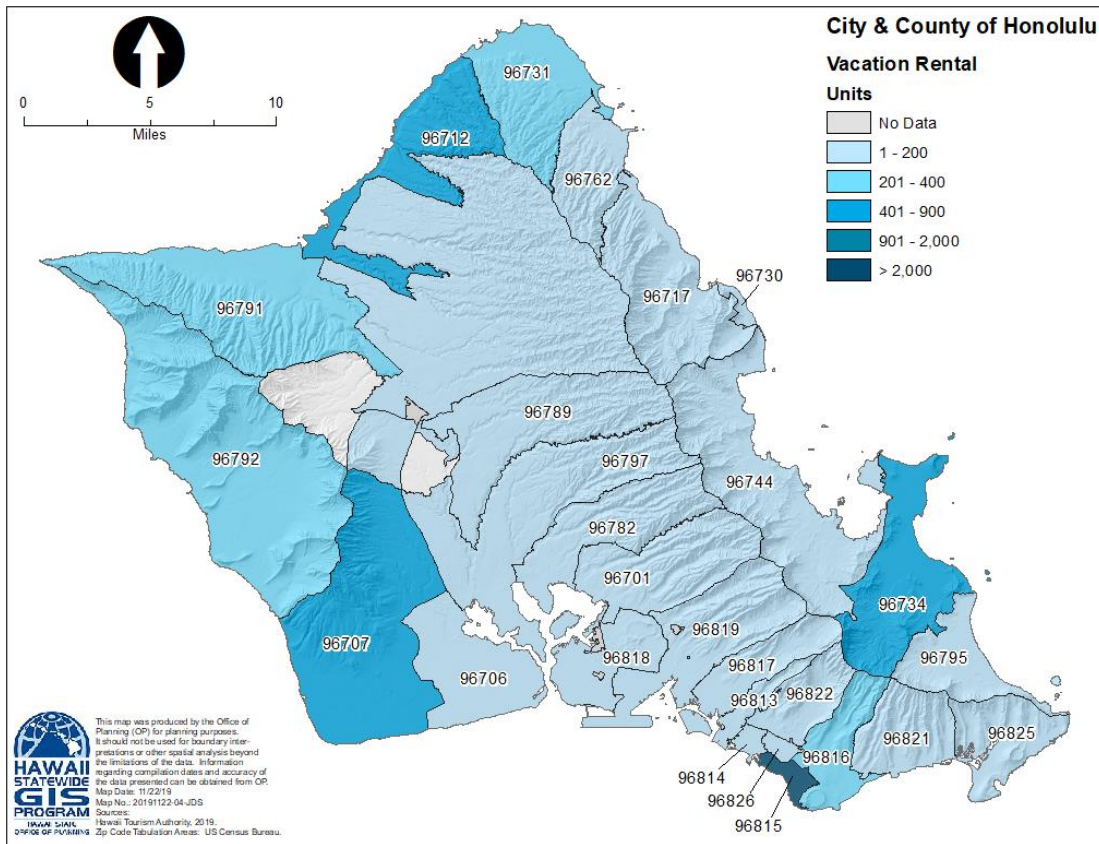 City & County of Honolulu
Vacation Rental
Units
No Data
1 - 200
201 - 400
401 - 900
901 - 2,000
> 2,000
0 5 10
Miles
96731
96712
96762
96730
96717
96791
96789
96792
96797
96744
96782
96701
96734
96707
96819
96818
96795
96706
96817
96813
96822
96825
96821
96816
96814
96826
96815
HAWAII
STATEWIDE
GIS
PROGRAM
HAWAII STATE
OFFICE OF PLANNING
This map was produced by the Office of
Planning (OP) for planning purposes.
It should not be used for boundary inter-
pretations or other spatial analysis beyond
the limitations of the data. Information
regarding compilation dates and accuracy of
the data presented can be obtained from OP.
Map Date: 11/22/19
Map No.: 20191122-04-JDS
Sources:
Hawaii Tourism Authority, 2019.
Zip Code Tabulation Areas: US Census Bureau.